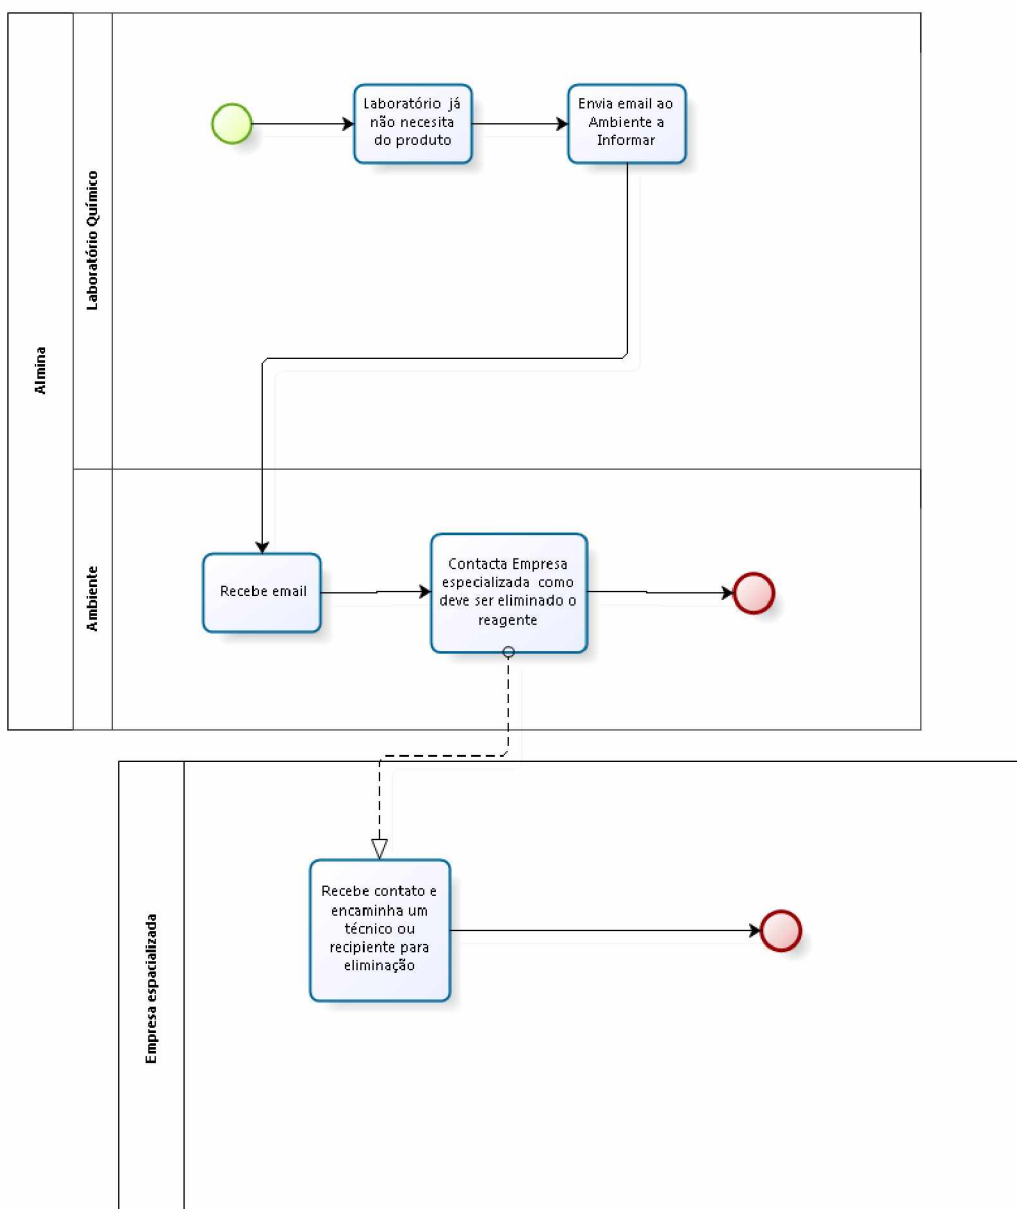 Almina
Laboratório Químico
Laboratório já
não necesita
do produto
Envia email ao
Ambiente a
Informar
Ambiente
Recebe email
Contacta Empresa
especializada como
deve ser eliminado o
reagente
Empresa espacializada
Recebe contato e
encaminha um
técnico ou
recipiente para
eliminação